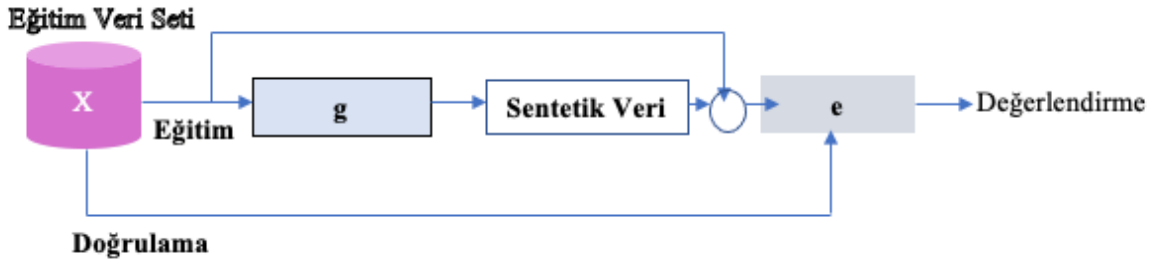 Eğitim Veri Seti
X
Eğitim
g
Sentetik Veri
e
Değerlendirme
Doğrulama